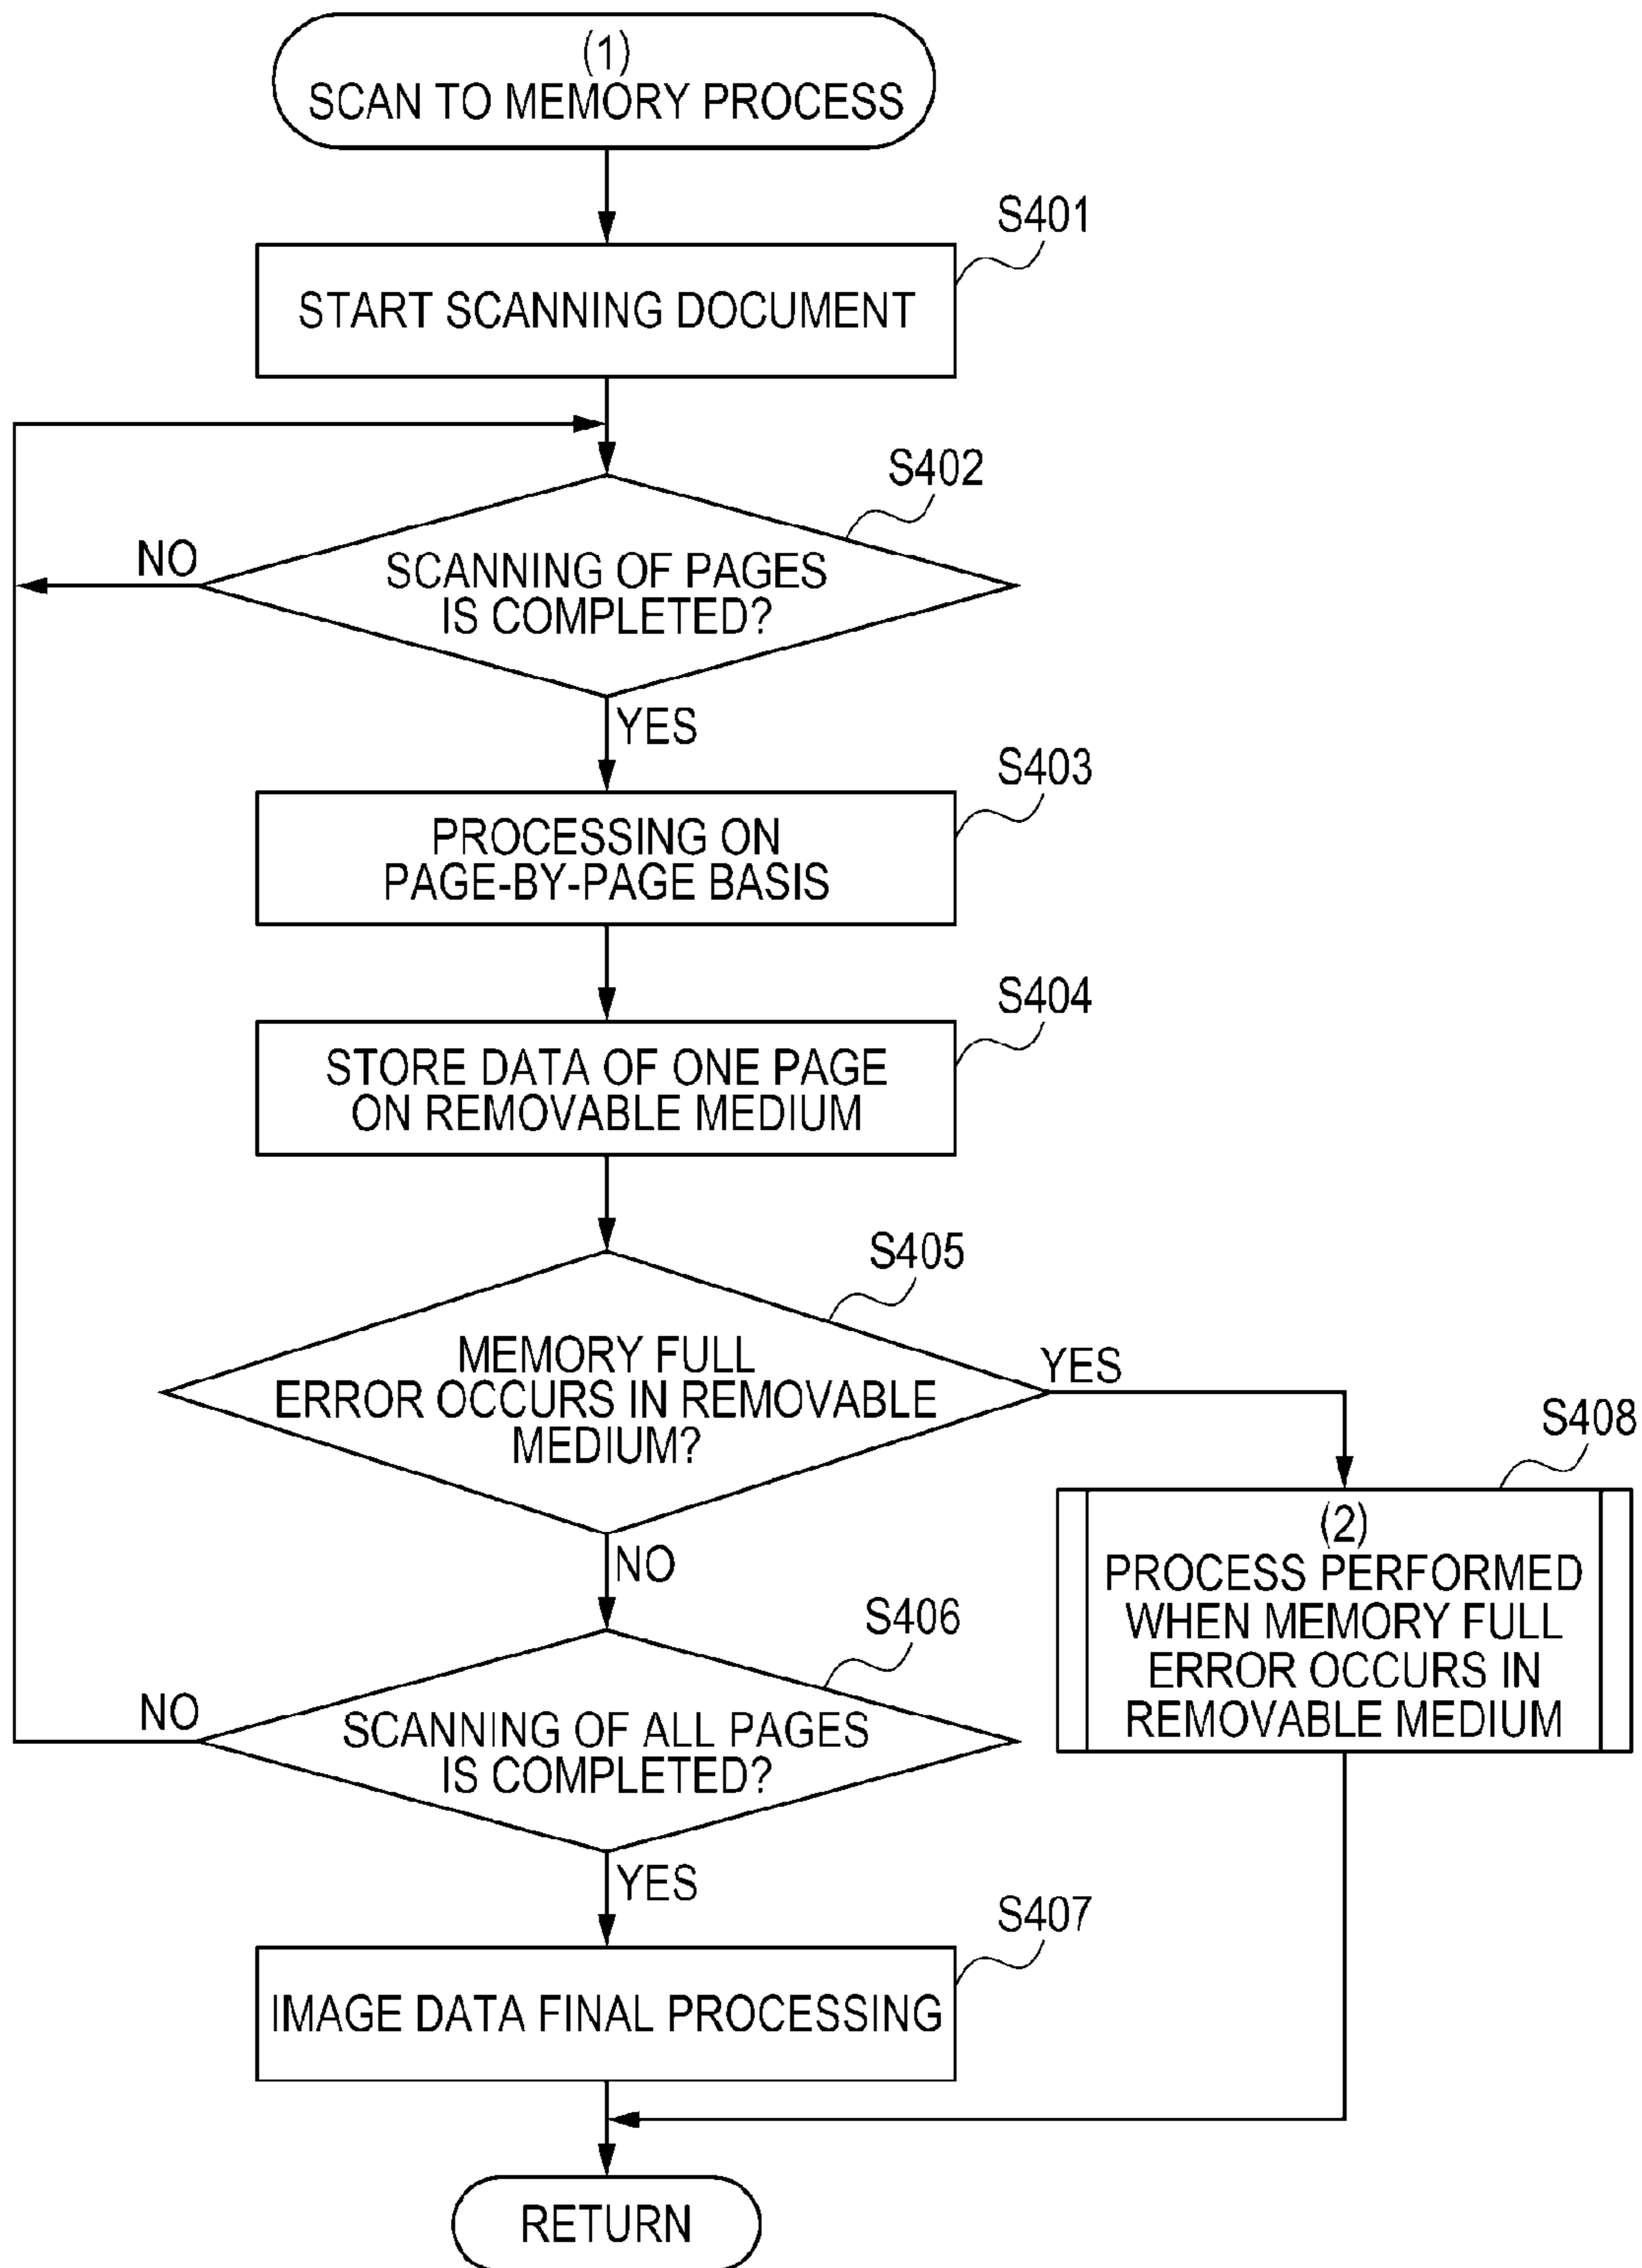 (1)
SCAN TO MEMORY PROCESS
S401
START SCANNING DOCUMENT
S402
NO
SCANNING OF PAGES
IS COMPLETED?
YES
S403
PROCESSING ON
PAGE-BY-PAGE BASIS
S404
STORE DATA OF ONE PAGE
ON REMOVABLE MEDIUM
S405
MEMORY FULL
ERROR OCCURS IN REMOVABLE
MEDIUM?
YES
S408
(2)
PROCESS PERFORMED
WHEN MEMORY FULL
ERROR OCCURS IN
REMOVABLE MEDIUM
NO
S406
NO
SCANNING OF ALL PAGES
IS COMPLETED?
YES
S407
IMAGE DATA FINAL PROCESSING
RETURN